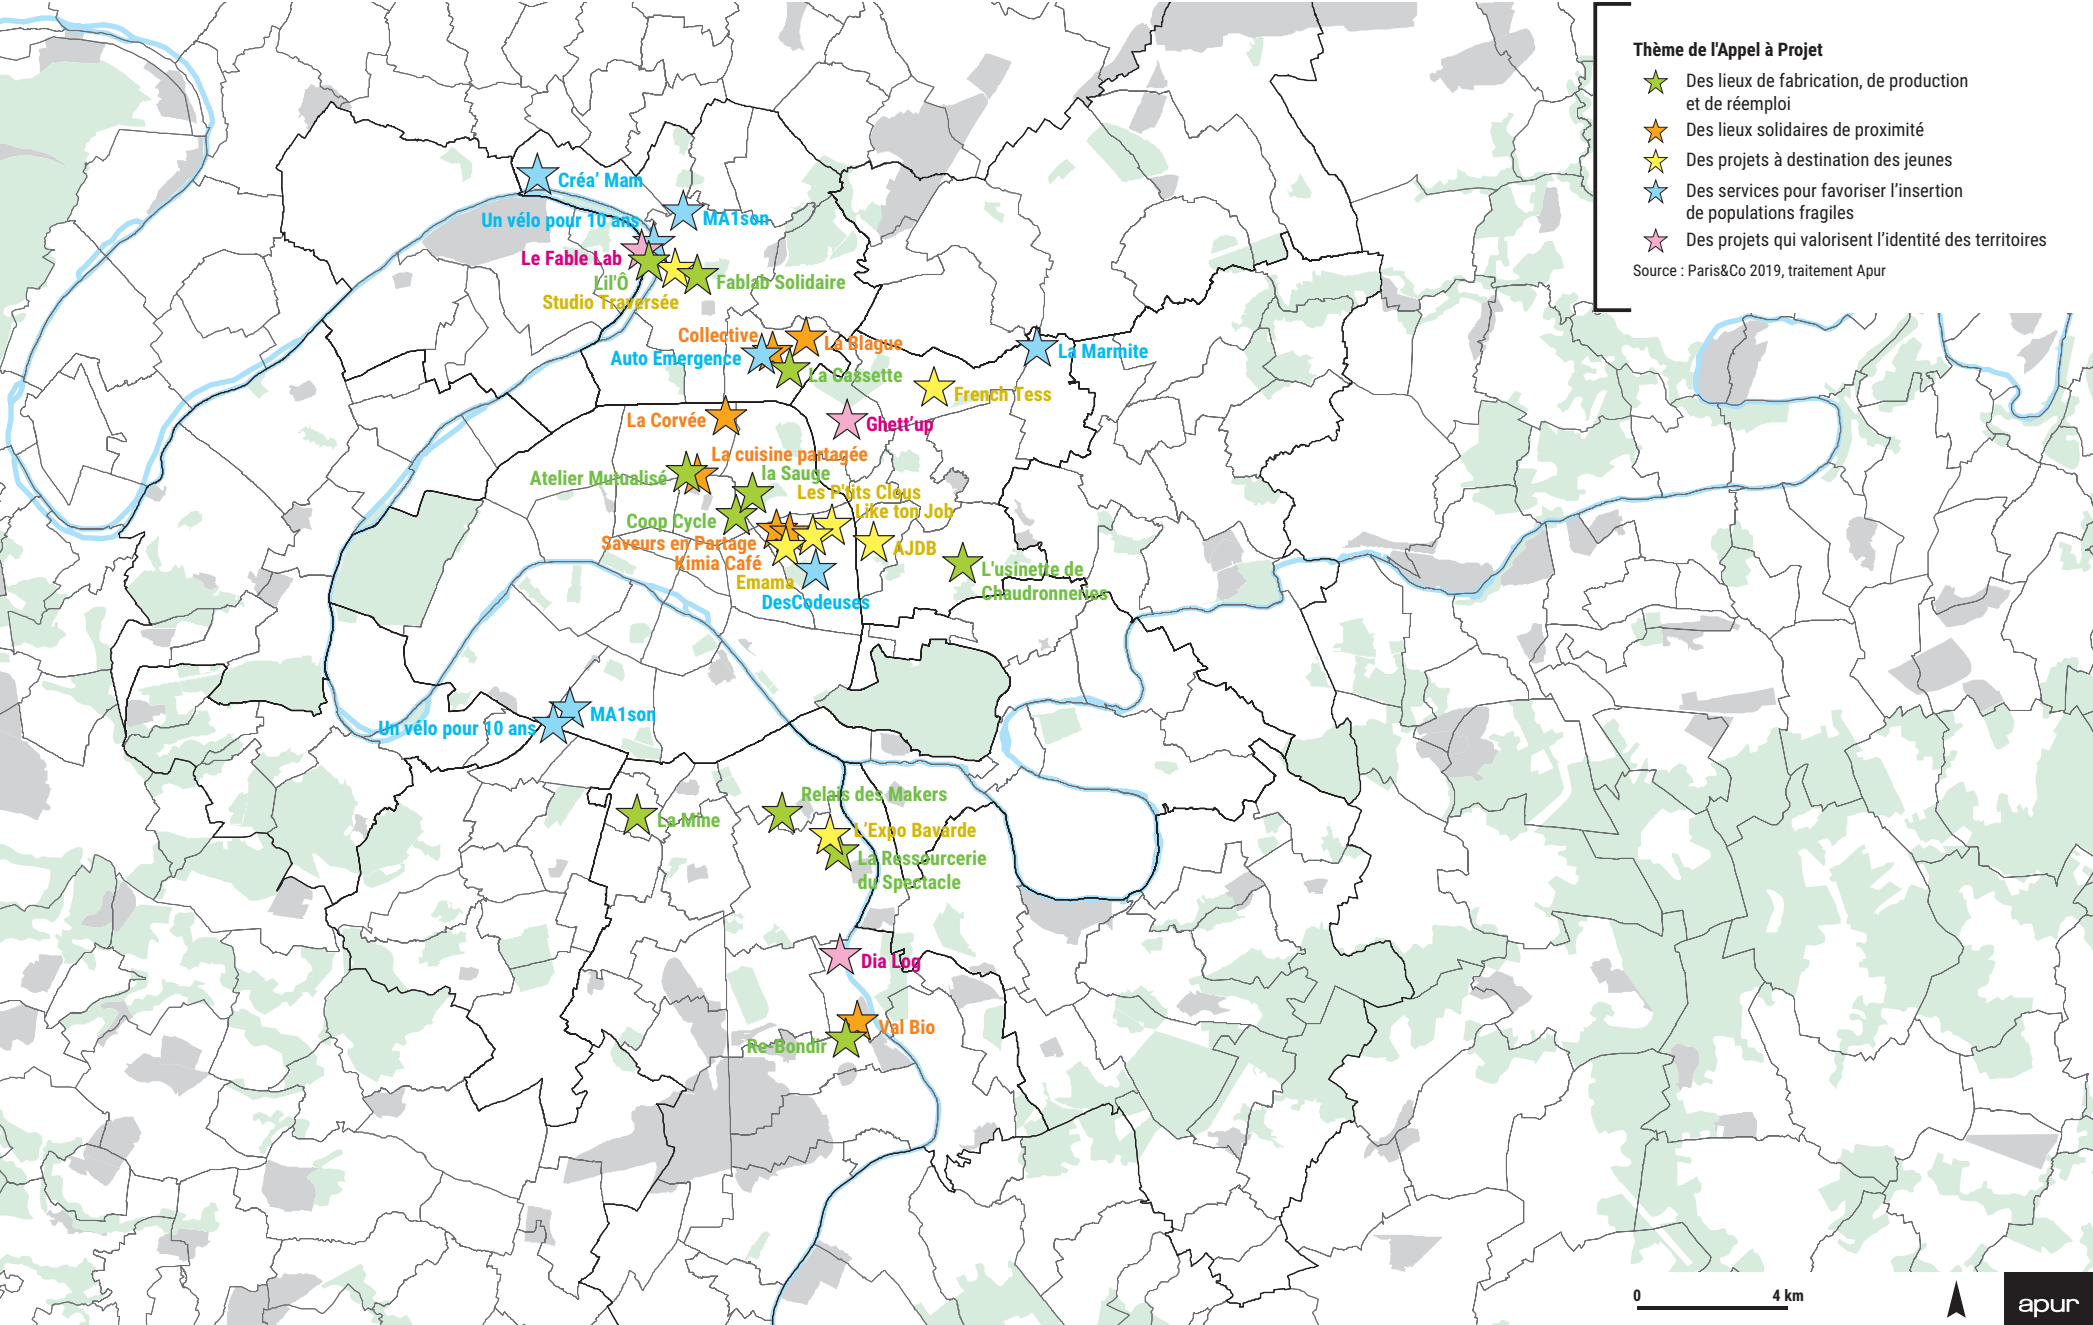 Thème de l'Appel à Projet
Des lieux de fabrication, de production
et de réemploi
Des lieux solidaires de proximité
Des projets à destination des jeunes
Des services pour favoriser l'insertion
de populations fragiles
Des projets qui valorisent l'identité des territoires
Source : Paris&Co 2019, traitement Apur
Créa' Mam
Un vélo pour 10 ans
MA1son
Le Fable Lab
Lil'Ô
Fablab Solidaire
Studio Traversée
Collective
La Blague
Auto Emergence
La Marmite
La Cassette
French Tess
La Corvée
Ghett'up
La cuisine partagée
Atelier Mutualisé
la Sauge
Les P'tits Clous
Like ton Job
Coop Cycle
Saveurs en Partage
AJDB
Kimia Café
L'usinette de
Chaudronneries
Emama
DesCodeuses
MA1son
Un vélo pour 10 ans
Relais des Makers
La Mine
L'Expo Bavarde
La Ressourcerie
du Spectacle
Dia Log
Val Bio
Re-Bondir
0 4 km
apur